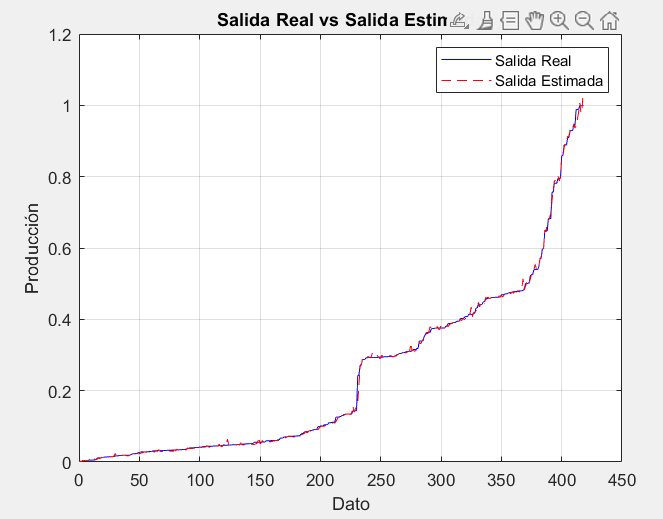 Salida Real vs Salida Estim
1.2
1
0.8
0.6
0.4
0.2
0
Producción
Salida Real
Salida Estimada
0 50 100 150 200 250 300 350 400 450
Dato